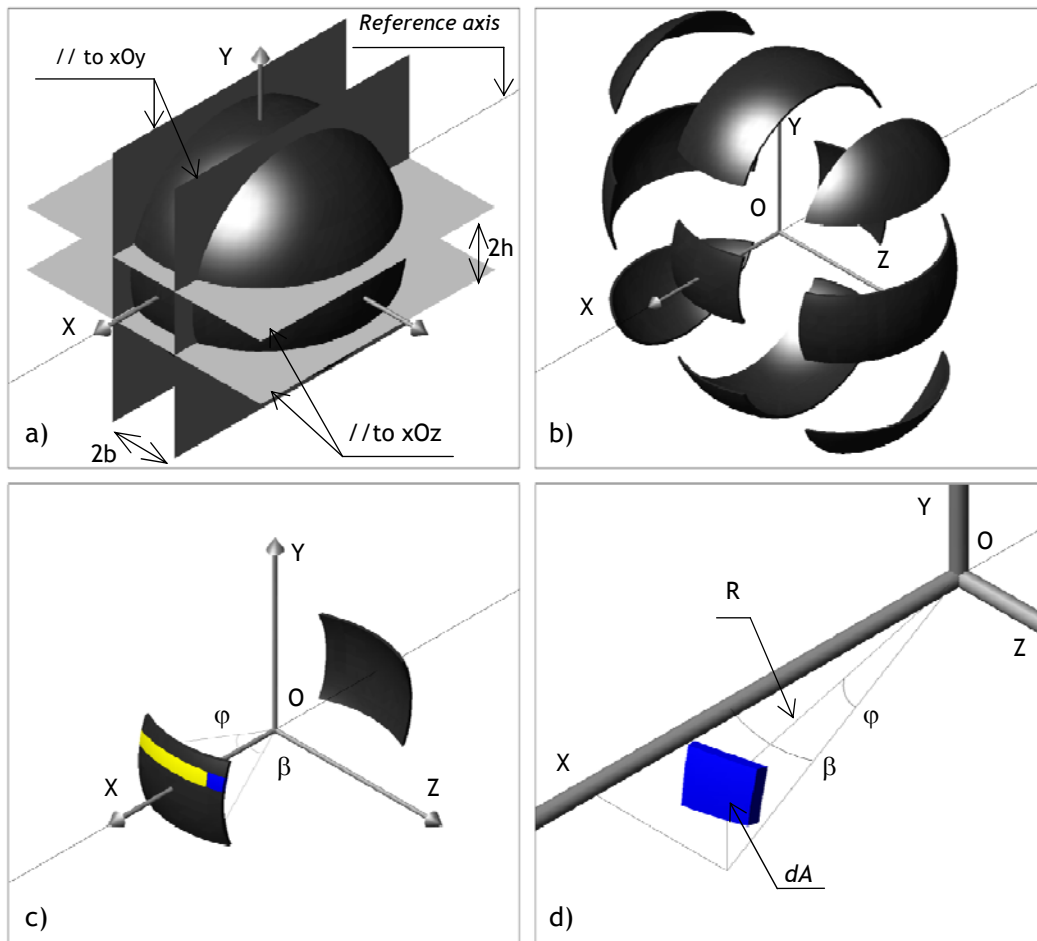 Reference axis
// to xOy
Y
2h
X
// to xOz
2b
a)
Y
O
Z
X
b)
Y
O
φ
β
X
Z
c)
Y
O
R
Z
φ
X
β
dA
d)